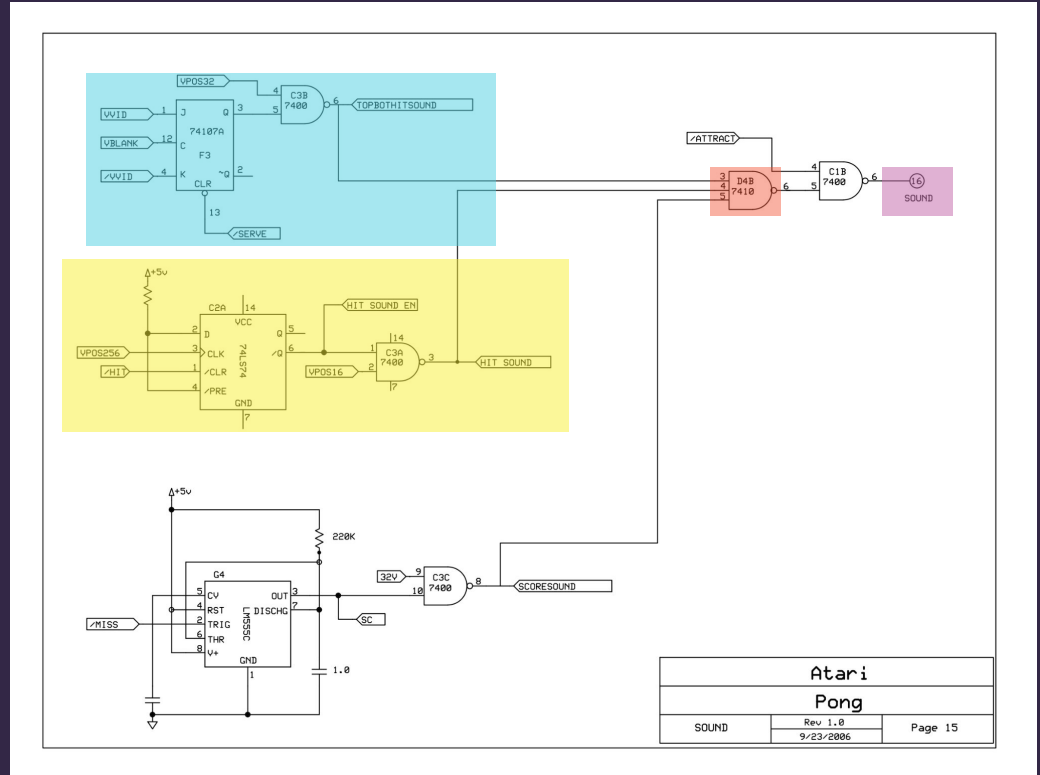 VPOS32
4
C3B
7400
6
TOPBOTHITSOUND
5
VVID
1
J
Q
3
74107A
VBLANK
12
C
F3
/VVID
4
K
~Q
2
CLR
13
/SERVE
/ATTRACT
3
4
5
D4B
7410
6
4
5
C1B
7400
6
16
SOUND
+5v
C2A
14
VCC
HIT SOUND EN
2
D
Q
5
VPOS256
3
CLK
/Q
6
74LS74
/HIT
1
/CLR
4
/PRE
GND
7
1
14
C3A
7400
3
HIT SOUND
VPOS16
2
7
+5v
220K
G4
5
CV
OUT
3
4
RST
DISCHG
7
/MISS
2
TRIG
LM555C
6
THR
8
V+
GND
1
1.0
32V
9
C3C
7400
8
SCORESOUND
10
SC
Atari
Pong
SOUND
Rev 1.0
9/23/2006
Page 15